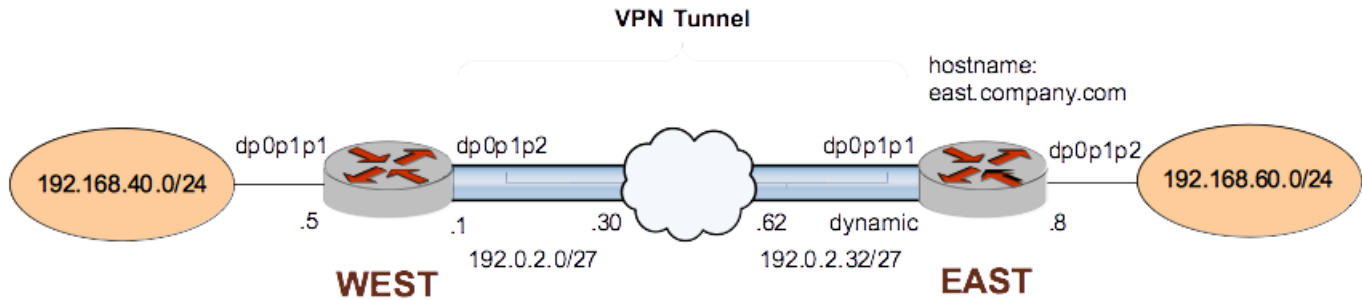 VPN Tunnel
hostname:
east.company.com
dp0p1p1
dp0p1p2
dp0p1p1
dp0p1p2
192.168.40.0/24
192.168.60.0/24
.5
.1
.30
.62
dynamic
.8
192.0.2.0/27
192.0.2.32/27
WEST
EAST